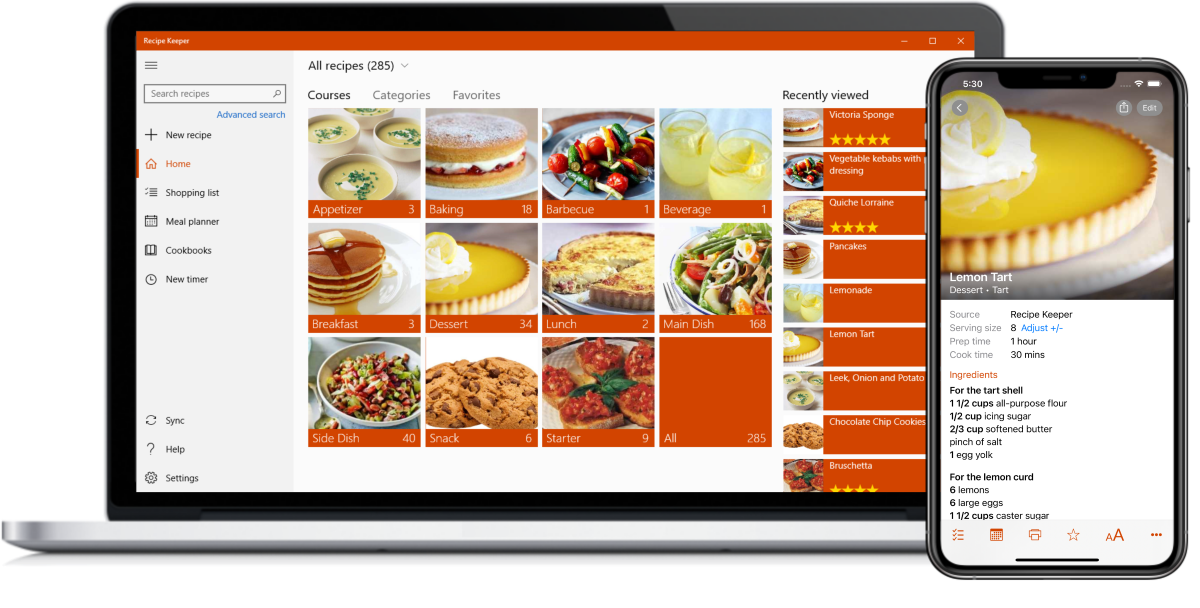 Recipe Keeper
All recipes (285)
Search recipes
Advanced search
New recipe
Home
Shopping list
Meal planner
Cookbooks
New timer
Sync
Help
Settings
Courses Categories Favorites
Appetizer 3
Baking 18
Barbecue 1
Beverage 1
Breakfast 3
Dessert 34
Lunch 2
Main Dish 168
Side Dish 40
Snack 6
Starter 9
All 285
Recently viewed
Victoria Sponge
Vegetable kebabs with
dressing
Quiche Lorraine
Pancakes
Lemonade
Lemon Tart
Leek, Onion and Potato
Chocolate Chip Cookies
Bruschetta
5:30
Edit
Lemon Tart
Dessert • Tart
Source Recipe Keeper
Serving size 8 Adjust +/-
Prep time 1 hour
Cook time 30 mins
Ingredients
For the tart shell
1 1/2 cups all-purpose flour
1/2 cup icing sugar
2/3 cup softened butter
pinch of salt
1 egg yolk
For the lemon curd
6 lemons
6 large eggs
1 1/2 cups caster sugar
AA